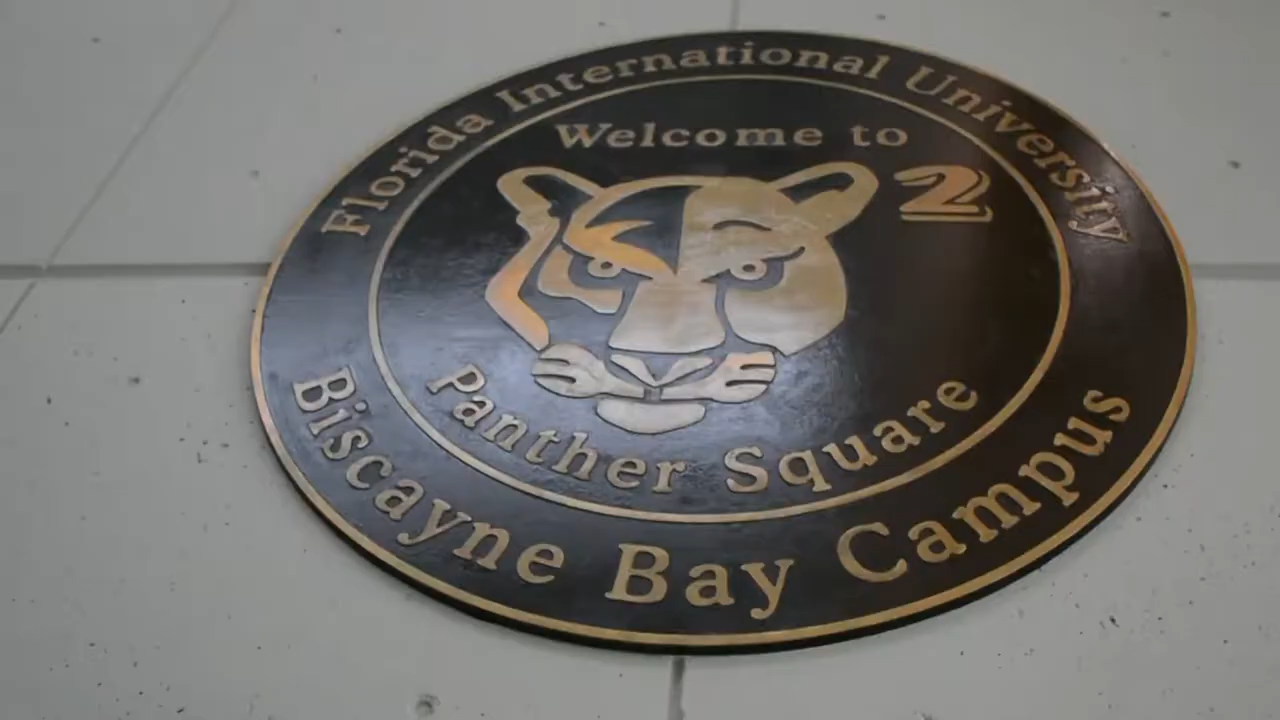 Florida International University
Welcome to
2
Panther Square
Biscayne Bay Campus